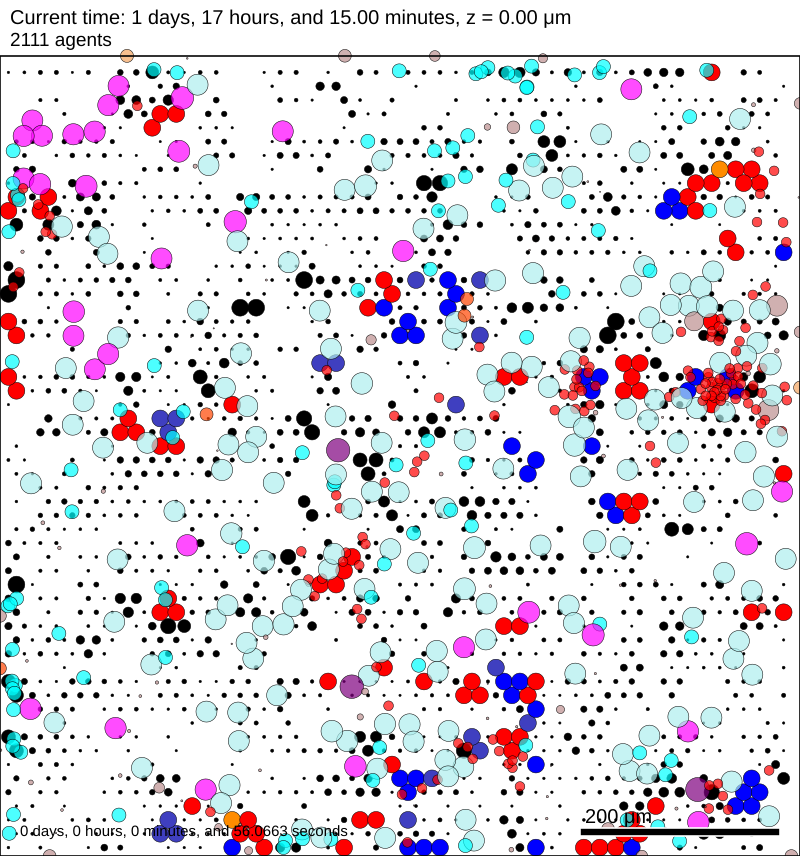 Current time: 1 days, 17 hours, and 15.00 minutes, z = 0.00 μm
2111 agents
200 μm
0 days, 0 hours, 0 minutes, and 56.0663 seconds